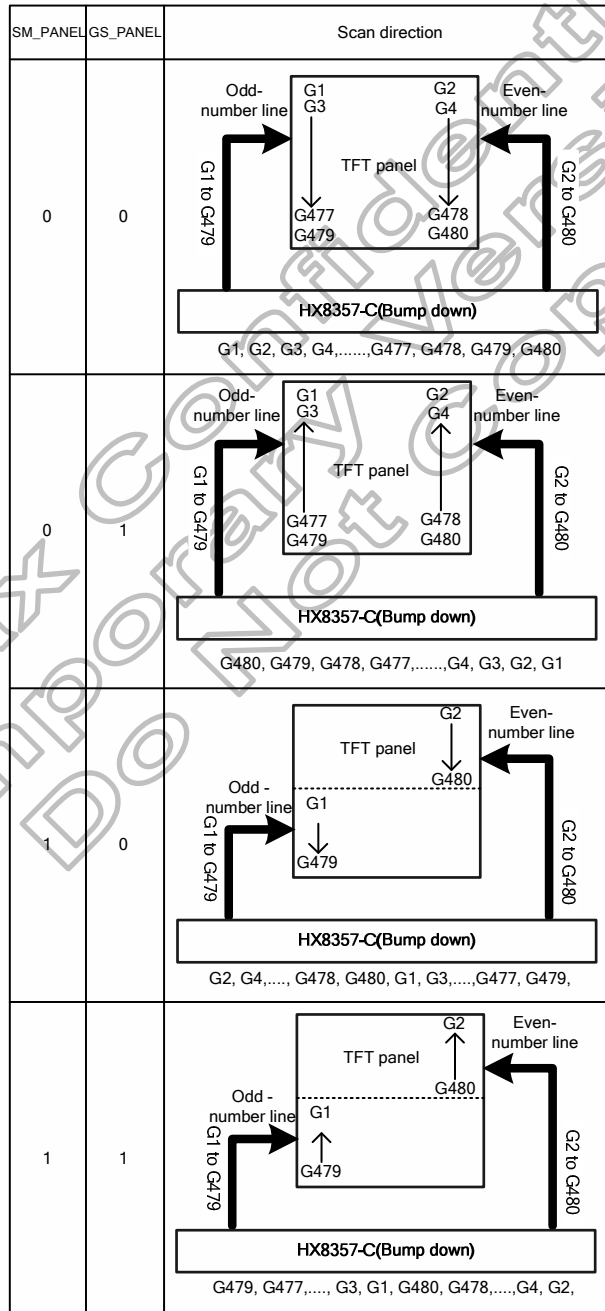 SM_PANEL GS_PANEL Scan direction
Odd-
number line
G1
G3
G2
G4
Even-
number line
TFT panel
G1 to G479
G2 to G480
G477
G479
G478
G480
0 0
HX8357-C(Bump down)
G1, G2, G3, G4,......,G477, G478, G479, G480
Odd-
number line
G1
G3
G2
G4
Even-
number line
TFT panel
G1 to G479
G2 to G480
G477
G479
G478
G480
0 1
HX8357-C(Bump down)
G480, G479, G478, G477,......,G4, G3, G2, G1
G2
Even-
number line
TFT panel
G480
Odd -
number line
G1
G479
G1 to G479
G2 to G480
1 0
HX8357-C(Bump down)
G2, G4,...., G478, G480, G1, G3,....,G477, G479,
G2
Even-
number line
TFT panel
G480
Odd -
number line
G1
G479
G1 to G479
G2 to G480
1 1
HX8357-C(Bump down)
G479, G477,...., G3, G1, G480, G478,....,G4, G2,
Do Not